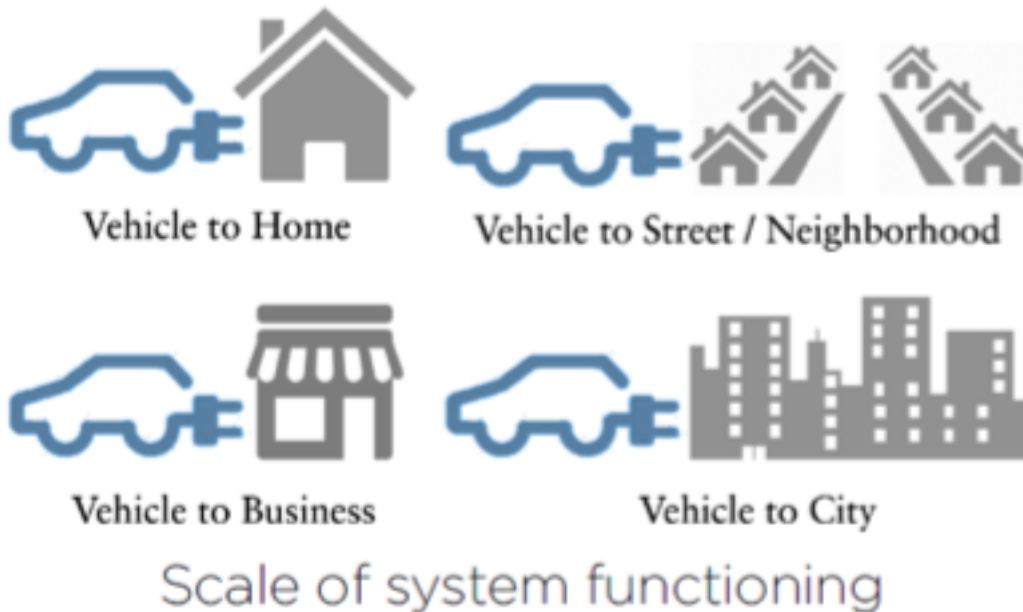 Vehicle to Home
Vehicle to Street / Neighborhood
Vehicle to Business
Vehicle to City
Scale of system functioning